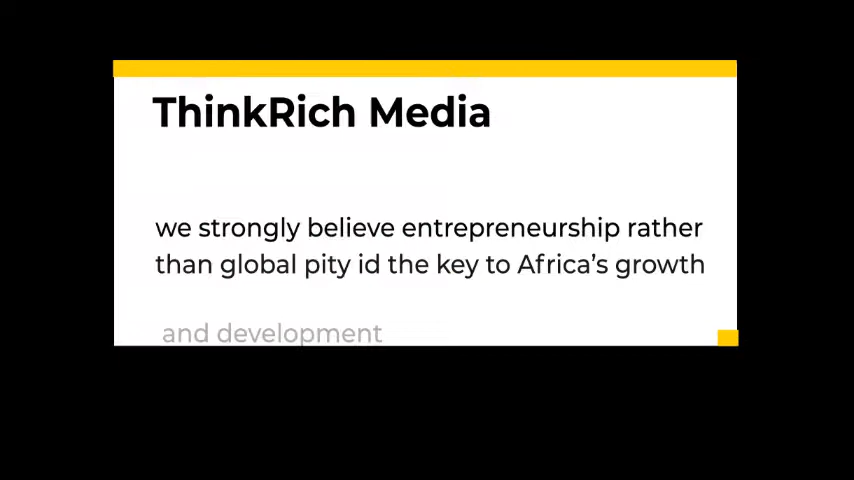 ThinkRich Media
we strongly believe entrepreneurship rather
than global pity id the key to Africa's growth
and development